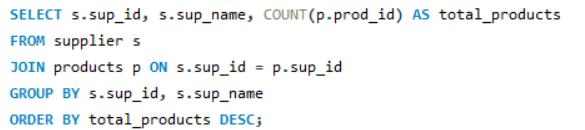 SELECT s.sup_id, s.sup_name, COUNT(p.prod_id) AS total_products
FROM supplier s
JOIN products p ON s.sup_id = p.sup_id
GROUP BY s.sup_id, s.sup_name
ORDER BY total_products DESC;